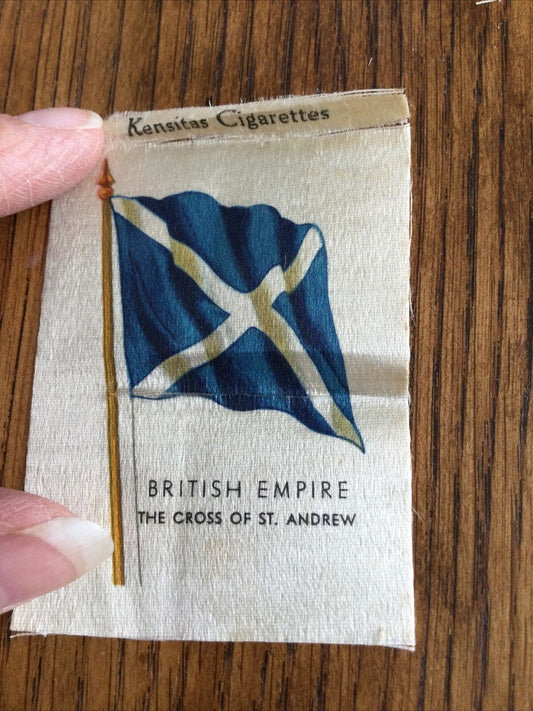 Kensitas Cigarettes
BRITISH EMPIRE
THE CROSS OF ST. ANDREW